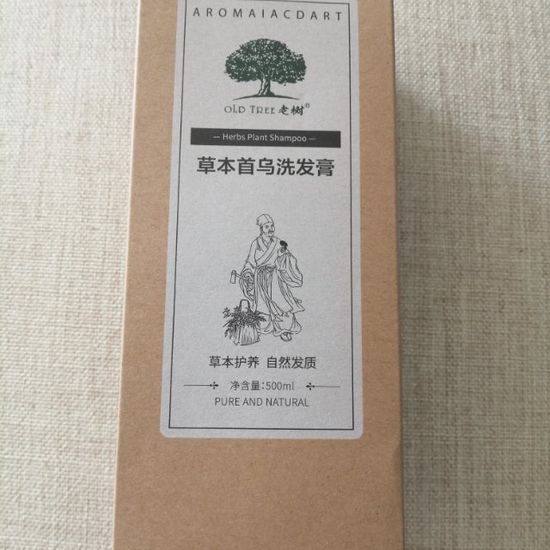 AROMAIACDART
OLD TREE 老树®
— Herbs Plant Shampoo —
草本首乌洗发膏
草本护养 自然发质
净含量:500ml
PURE AND NATURAL